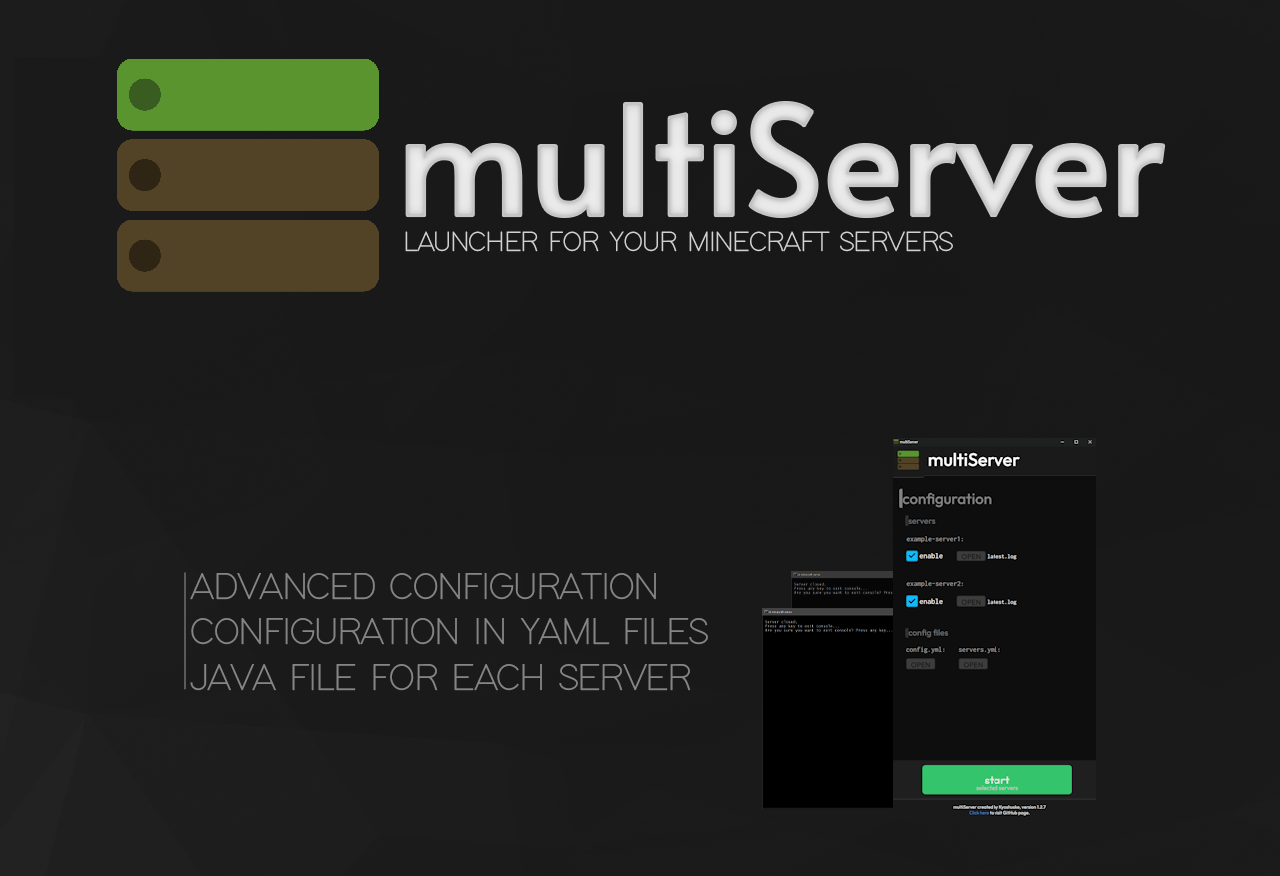 multiServer
LAUNCHER FOR YOUR MINECRAFT SERVERS
ADVANCED CONFIGURATION
CONFIGURATION IN YAML FILES
JAVA FILE FOR EACH SERVER
Server closed.
Press any key to exit console...
Are you sure you want to exit console? Press
Server closed.
Press any key to exit console...
Are you sure you want to exit console? Press any key...
multiServer
multiServer
configuration
servers
example-server1:
enable OPEN latest.log
example-server2:
enable OPEN latest.log
config files
config.yml: servers.yml:
OPEN OPEN
start
selected servers
multiServer created by Kyoshuske, version 1.2.7
Click here to visit GitHub page.